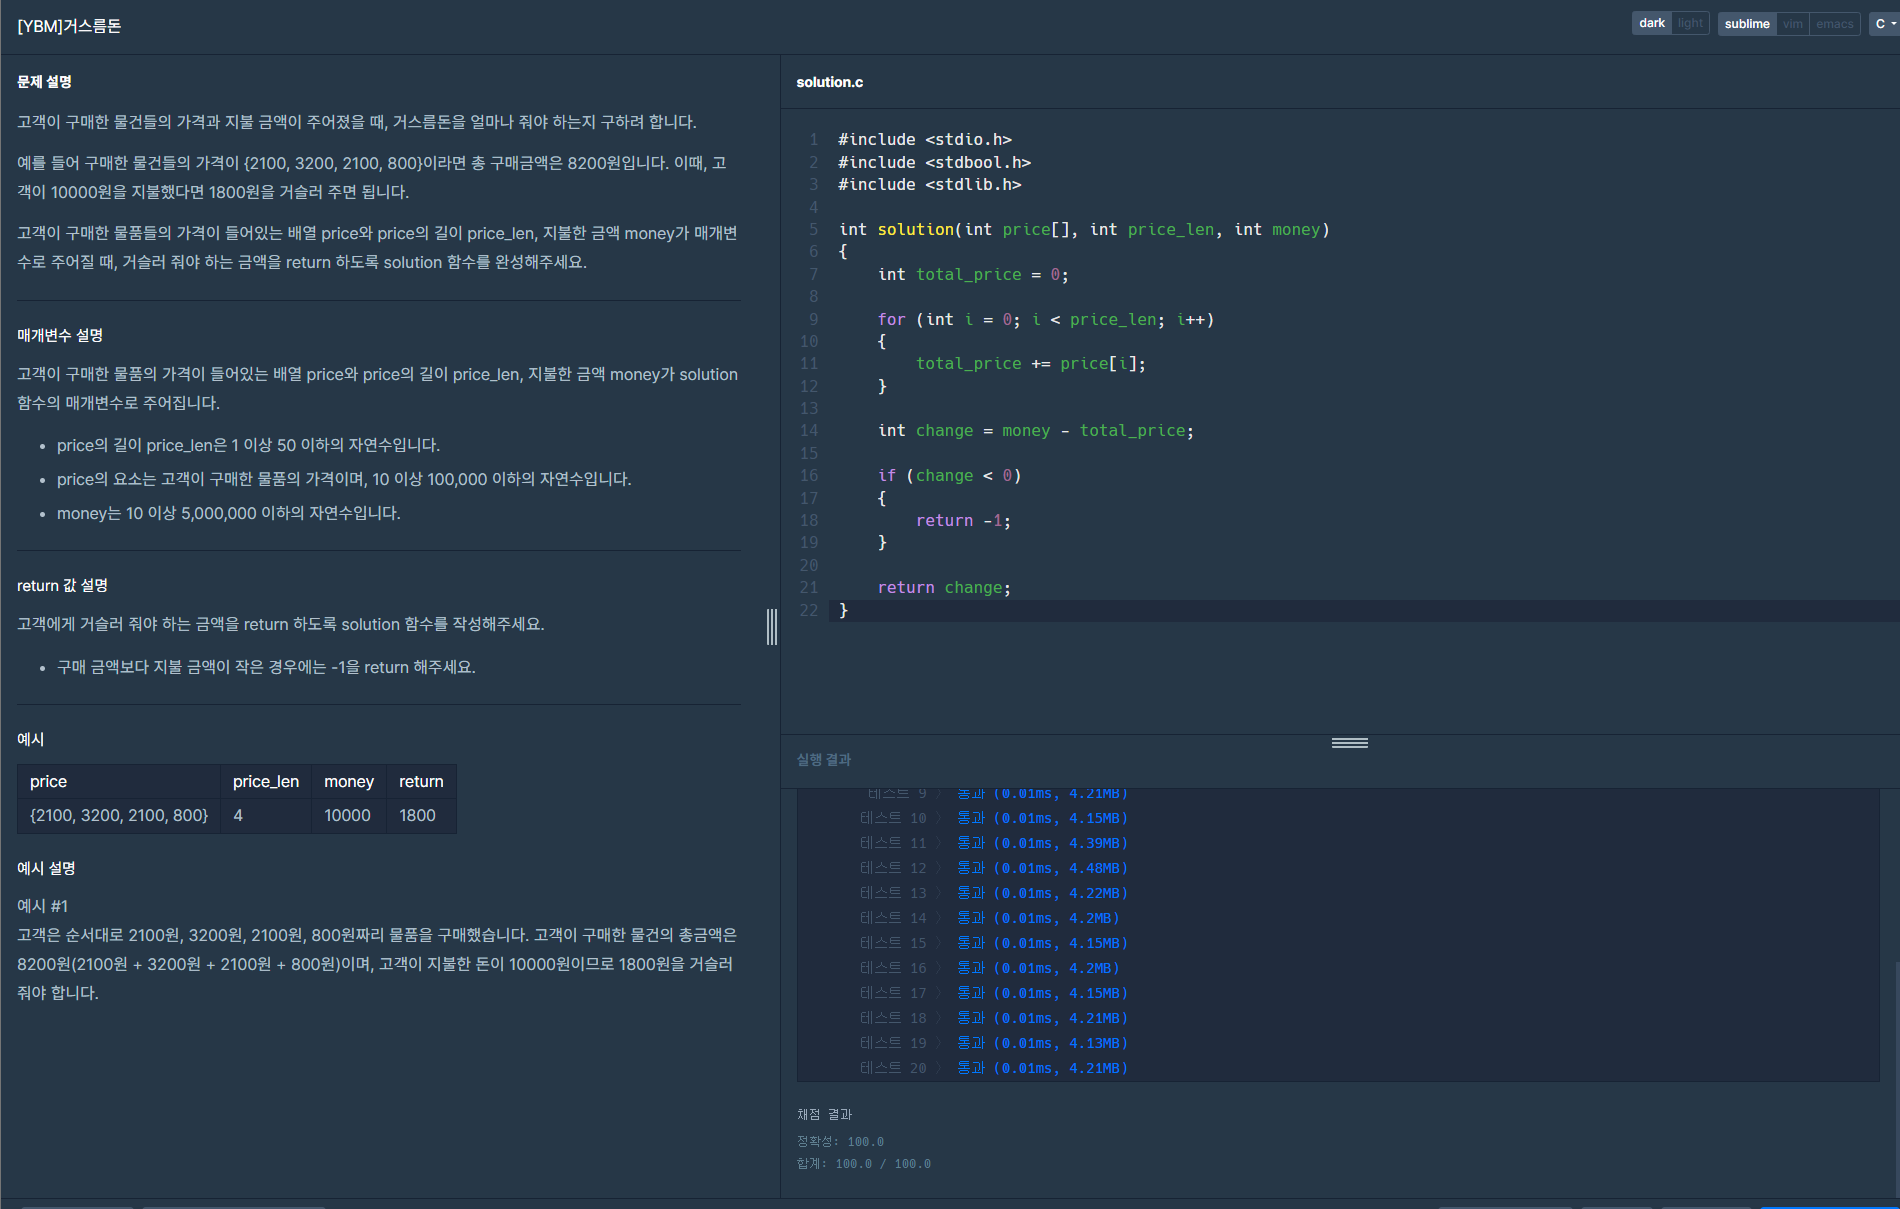 [YBM]거스름돈
dark light sublime vim emacs C
문제 설명
고객이 구매한 물건들의 가격과 지불 금액이 주어졌을 때, 거스름돈을 얼마나 줘야 하는지 구하려 합니다.
예를 들어 구매한 물건들의 가격이 {2100, 3200, 2100, 800}이라면 총 구매금액은 8200원입니다. 이때, 고
객이 10000원을 지불했다면 1800원을 거슬러 주면 됩니다.
고객이 구매한 물품들의 가격이 들어있는 배열 price와 price의 길이 price_len, 지불한 금액 money가 매개변
수로 주어질 때, 거슬러 줘야 하는 금액을 return 하도록 solution 함수를 완성해주세요.
매개변수 설명
고객이 구매한 물품의 가격이 들어있는 배열 price와 price의 길이 price_len, 지불한 금액 money가 solution
함수의 매개변수로 주어집니다.
• price의 길이 price_len은 1 이상 50 이하의 자연수입니다.
• price의 요소는 고객이 구매한 물품의 가격이며, 10 이상 100,000 이하의 자연수입니다.
• money는 10 이상 5,000,000 이하의 자연수입니다.
return 값 설명
고객에게 거슬러 줘야 하는 금액을 return 하도록 solution 함수를 작성해주세요.
• 구매 금액보다 지불 금액이 작은 경우에는 -1을 return 해주세요.
예시
price price_len money return
{2100, 3200, 2100, 800} 4 10000 1800
예시 설명
예시 #1
고객은 순서대로 2100원, 3200원, 2100원, 800원짜리 물품을 구매했습니다. 고객이 구매한 물건의 총금액은
8200원(2100원 + 3200원 + 2100원 + 800원)이며, 고객이 지불한 돈이 10000원이므로 1800원을 거슬러
줘야 합니다.
solution.c
1 #include <stdio.h>
2 #include <stdbool.h>
3 #include <stdlib.h>
4
5 int solution(int price[], int price_len, int money)
6 {
7     int total_price = 0;
8
9     for (int i = 0; i < price_len; i++)
10     {
11         total_price += price[i];
12     }
13
14     int change = money - total_price;
15
16     if (change < 0)
17     {
18         return -1;
19     }
20
21     return change;
22 }
실행 결과
테스트 9 〉 통과 (0.01ms, 4.21MB)
테스트 10 〉 통과 (0.01ms, 4.15MB)
테스트 11 〉 통과 (0.01ms, 4.39MB)
테스트 12 〉 통과 (0.01ms, 4.48MB)
테스트 13 〉 통과 (0.01ms, 4.22MB)
테스트 14 〉 통과 (0.01ms, 4.2MB)
테스트 15 〉 통과 (0.01ms, 4.15MB)
테스트 16 〉 통과 (0.01ms, 4.2MB)
테스트 17 〉 통과 (0.01ms, 4.15MB)
테스트 18 〉 통과 (0.01ms, 4.21MB)
테스트 19 〉 통과 (0.01ms, 4.13MB)
테스트 20 〉 통과 (0.01ms, 4.21MB)
채점 결과
정확성: 100.0
합계: 100.0 / 100.0